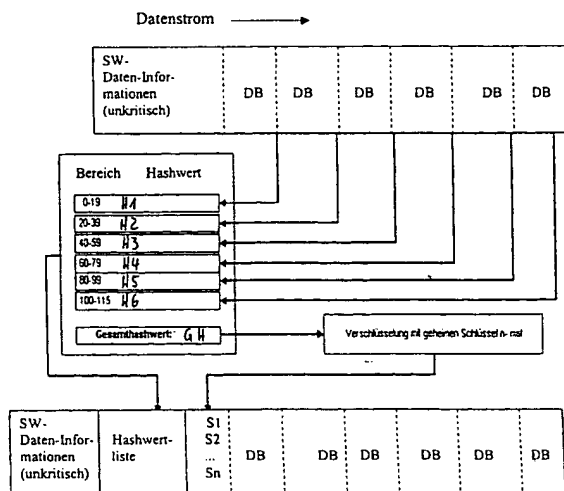 Datenstrom
SW-
Daten-Infor-
mationen
(unkritisch)
DB DB DB DB DB DB
Bereich Hashwert
0-19 H1
20-39 H2
40-59 H3
60-79 H4
80-99 H5
100-115 H6
Gesamthashwert: GH
Verschlüsselung mit geheimen Schlüsseln n- mal
SW-
Daten-Infor-
mationen
(unkritisch)
Hashwert-
liste
S1
S2
...
Sn
DB DB DB DB DB DB